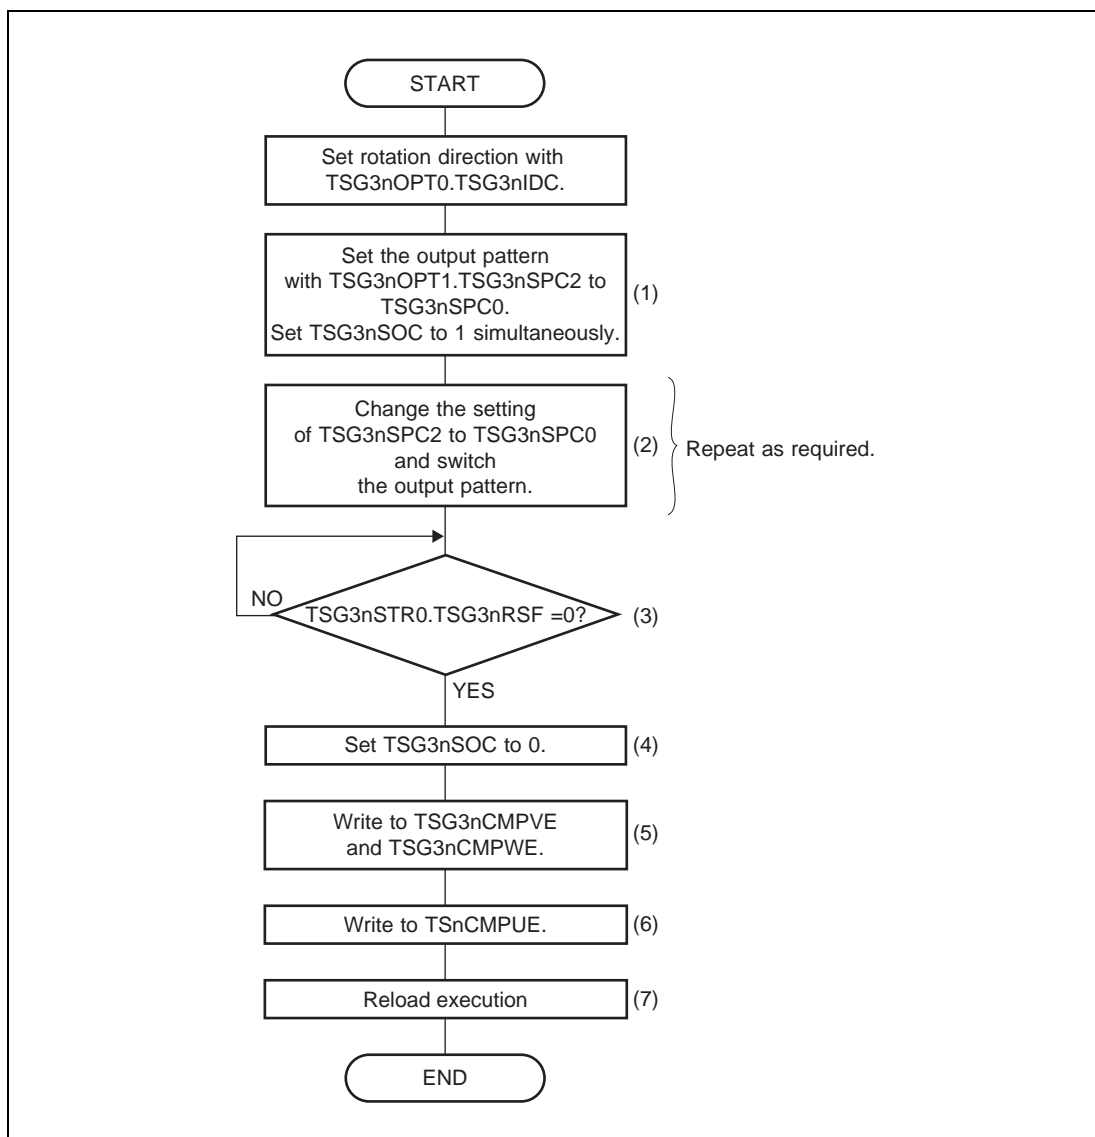 START
Set rotation direction with
TSG3nOPT0.TSG3nIDC.
Set the output pattern
with TSG3nOPT1.TSG3nSPC2 to
TSG3nSPC0.
Set TSG3nSOC to 1 simultaneously.
(1)
Change the setting
of TSG3nSPC2 to TSG3nSPC0
and switch
the output pattern.
(2)
Repeat as required.
NO
TSG3nSTR0.TSG3nRSF =0?
(3)
YES
Set TSG3nSOC to 0.
(4)
Write to TSG3nCMPVE
and TSG3nCMPWE.
(5)
Write to TSnCMPUE.
(6)
Reload execution
(7)
END